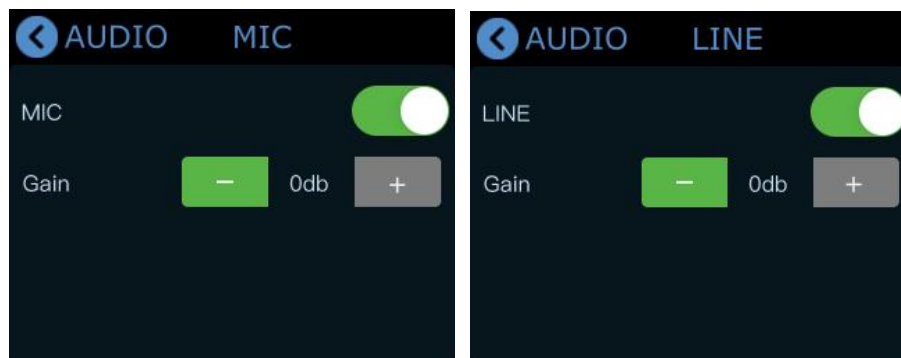 AUDIO MIC
MIC
Gain − 0db +
AUDIO LINE
LINE
Gain − 0db +